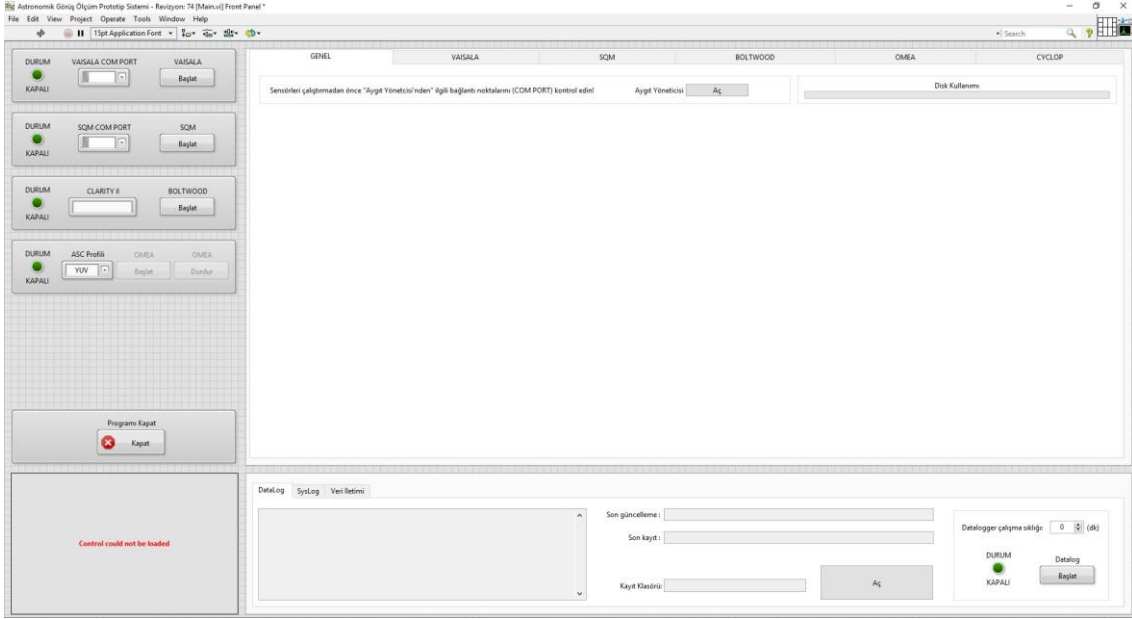 Astronomik Görüş Ölçüm Prototip Sistemi - Revizyon: 74 [Main.vi] Front Panel *
File Edit View Project Operate Tools Window Help
15pt Application Font
Search
DURUM VAISALA COM PORT VAISALA
Başlat
KAPALI
DURUM SQM COM PORT SQM
Başlat
KAPALI
DURUM CLARITY II BOLTWOOD
Başlat
KAPALI
DURUM ASC Profili OMEA OMEA
YUV Başlat Durdur
KAPALI
Programı Kapat
Kapat
Control could not be loaded
GENEL VAISALA SQM BOLTWOOD OMEA CYCLOP
Sensörleri çalıştırmadan önce "Aygıt Yönetcisi'nden" ilgili bağlantı noktalarını (COM PORT) kontrol edin! Aygıt Yöneticisi Aç
Disk Kullanımı
DataLog SysLog Veri İletimi
Son güncelleme :
Son kayıt :
Kayıt Klasörü: Aç
Datalogger çalışma sıklığı: 0 (dk)
DURUM Datalog
Başlat
KAPALI